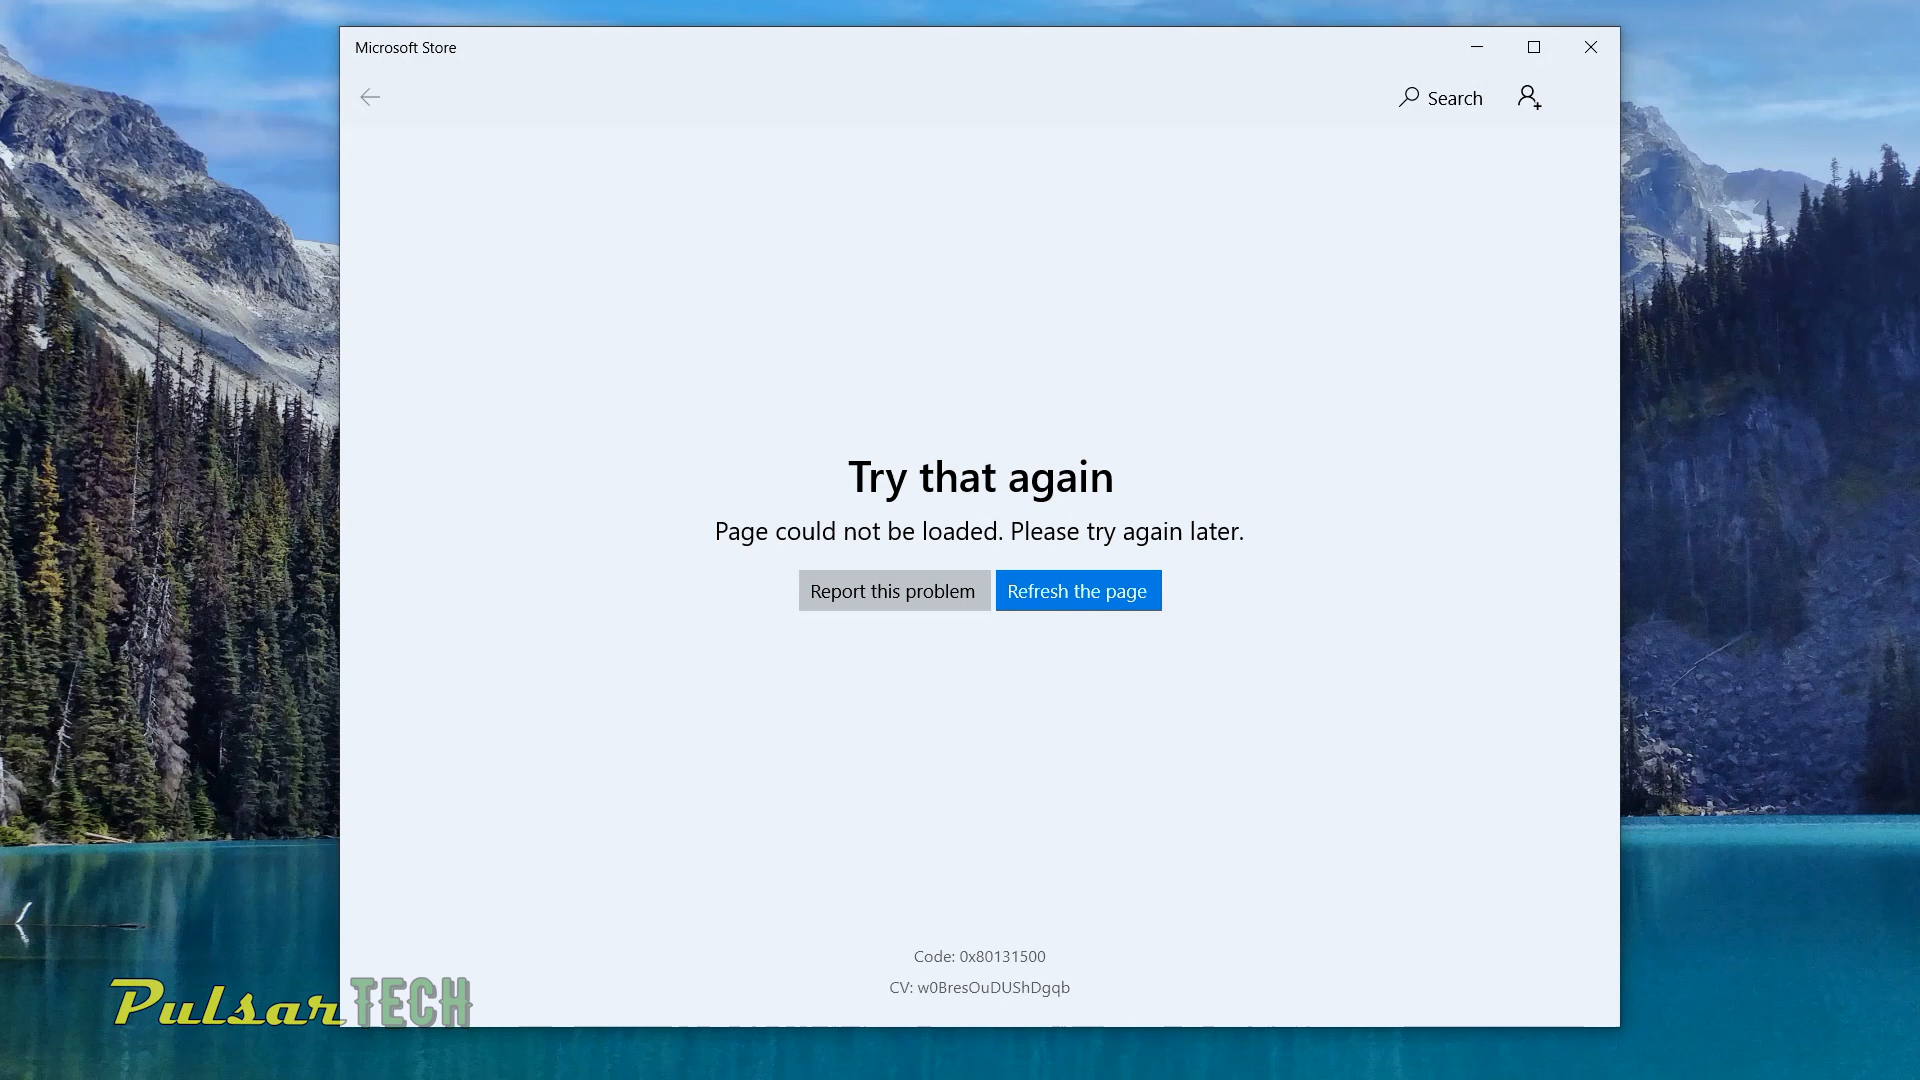 Microsoft Store
Search
Try that again
Page could not be loaded. Please try again later.
Report this problem
Refresh the page
Code: 0x80131500
CV: w0BresOuDUShDgqb
PulsarTECH